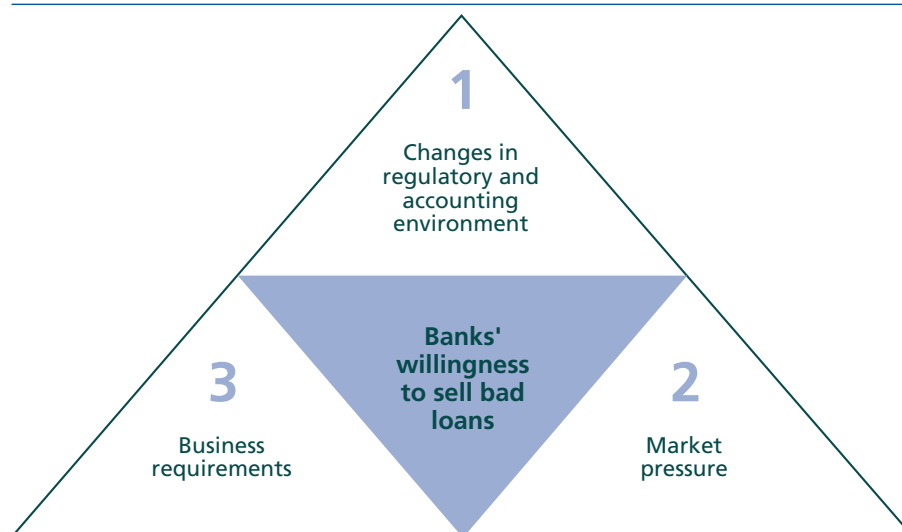 1
Changes in
regulatory and
accounting
environment
Banks'
willingness
to sell bad
loans
3
Business
requirements
2
Market
pressure